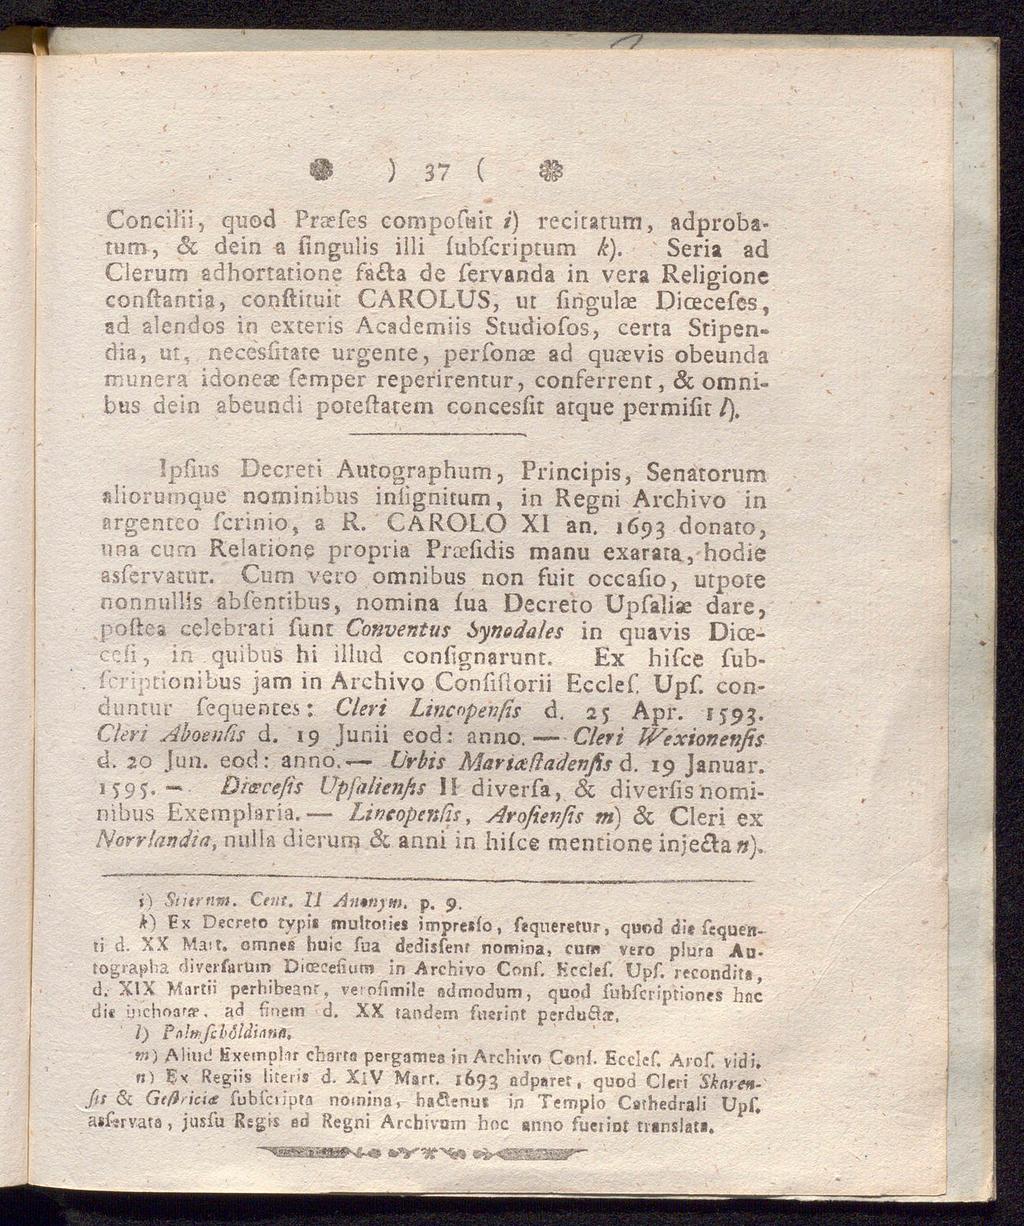 ) 37 (
Concilii, quod Præſes compoſuit i) recitatum, adproba-
tum, & dein a ſingulis illi ſubſcriptum k). Seria ad
Clerum adhortatione facta de ſervanda in vera Religione
conſtantia, conſtituit CAROLUS, ut ſingulæ Diœceſes,
ad alendos in exteris Academiis Studioſos, certa Stipen-
dia, ut, necesſitate urgente, perſonæ ad quævis obeunda
munera idoneæ ſemper reperirentur, conferrent, & omni-
bus dein abeundi poteſtatem concesſit atque permiſit l).
Ipſius Decreti Autographum, Principis, Senatorum
aliorumque nominibus inſignitum, in Regni Archivo in
argenteo ſcrinio, a R. CAROLO XI an. 1693 donato,
una cum Relatione propria Præſidis manu exarata, hodie
asſervatur. Cum vero omnibus non fuit occaſio, utpote
nonnullis abſentibus, nomina ſua Decreto Upſaliæ dare,
poſtea celebrati ſunt Conventus Synodales in quavis Diœ-
ceſi, in quibus hi illud conſignarunt. Ex hiſce ſub-
ſcriptionibus jam in Archivo Conſiſtorii Eccleſ. Upſ. con-
duntur ſequentes: Cleri Lincopenſis d. 25 Apr. 1593.
Cleri Aboenſis d. 19 Junii eod: anno. — Cleri Wexionenſis
d. 20 Jun. eod: anno. — Urbis Mariæſtadenſis d. 19 Januar.
1595. — Diœceſis Upſalienſis II diverſa, & diverſis nomi-
nibus Exemplaria. — Lincopenſis, Aroſienſis m) & Cleri ex
Norrlandia, nulla dierum & anni in hiſce mentione injecta n).
i) Stiernm. Cent. II Anonym. p. 9.
k) Ex Decreto typis multoties impresſo, ſequeretur, quod die ſequen-
ti d. XX Mart. omnes huic ſua dedisſent nomina, cum vero plura Au-
tographa diverſarum Diœceſium in Archivo Conſ. Eccleſ. Upſ. recondita,
d. XIX Martii perhibeant, veroſimile admodum, quod ſubſcriptiones hac
die inchoatæ, ad finem d. XX tandem fuerint perductæ.
l) Palmſchöldiana.
m) Aliud Exemplar charta pergamea in Archivo Conſ. Eccleſ. Aroſ. vidi.
n) Ex Regiis literis d. XIV Mart. 1693 adparet, quod Cleri Skaren-
ſis & Geſtriciæ ſubſcripta nomina, hactenus in Templo Cathedrali Upſ.
asſervata, jusſu Regis ad Regni Archivum hoc anno fuerint translata.